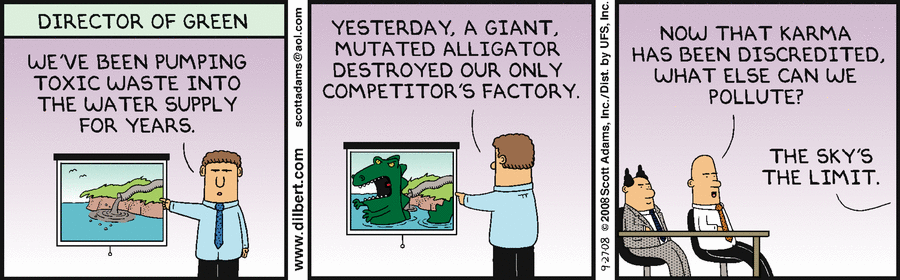 DIRECTOR OF GREEN
WE'VE BEEN PUMPING
TOXIC WASTE INTO
THE WATER SUPPLY
FOR YEARS.
www.dilbert.com scottadams@aol.com
YESTERDAY, A GIANT,
MUTATED ALLIGATOR
DESTROYED OUR ONLY
COMPETITOR'S FACTORY.
9-27-08 © 2008 Scott Adams, Inc./Dist. by UFS, Inc.
NOW THAT KARMA
HAS BEEN DISCREDITED,
WHAT ELSE CAN WE
POLLUTE?
THE SKY'S
THE LIMIT.